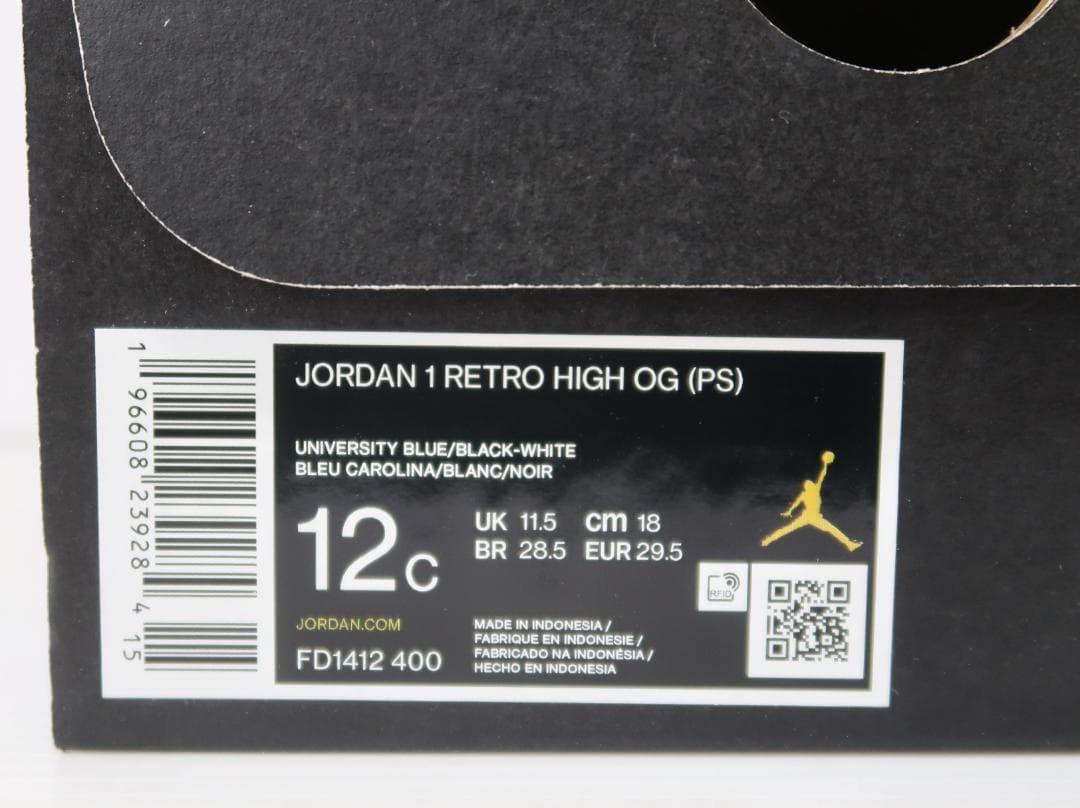 JORDAN 1 RETRO HIGH OG (PS)
UNIVERSITY BLUE/BLACK-WHITE
BLEU CAROLINA/BLANC/NOIR
12C
UK 11.5 cm 18
BR 28.5 EUR 29.5
RFID
JORDAN.COM
FD1412 400
MADE IN INDONESIA /
FABRIQUE EN INDONESIE /
FABRICADO NA INDONÉSIA /
HECHO EN INDONESIA
1 96608 23928 4 15